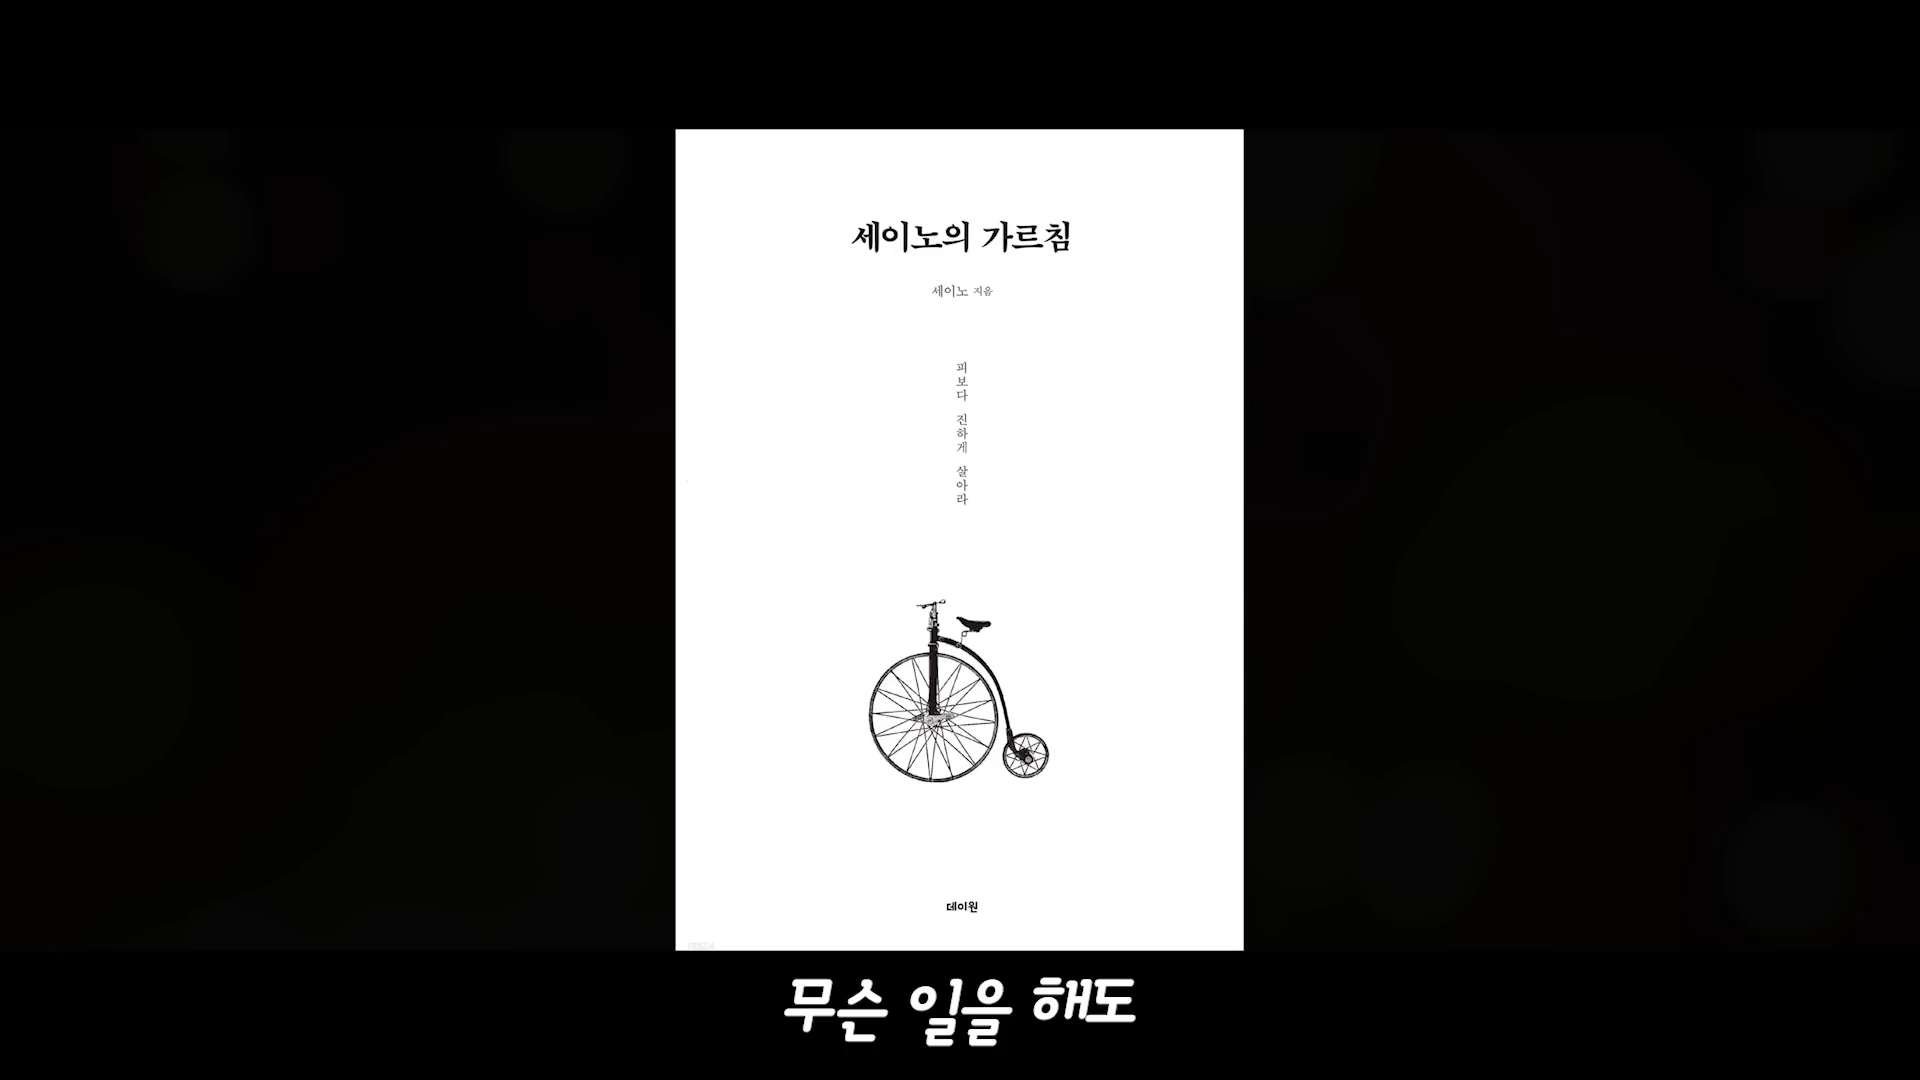 세이노의 가르침
세이노 지음
피보다 진하게 살아라
데이원
무슨 일을 해도